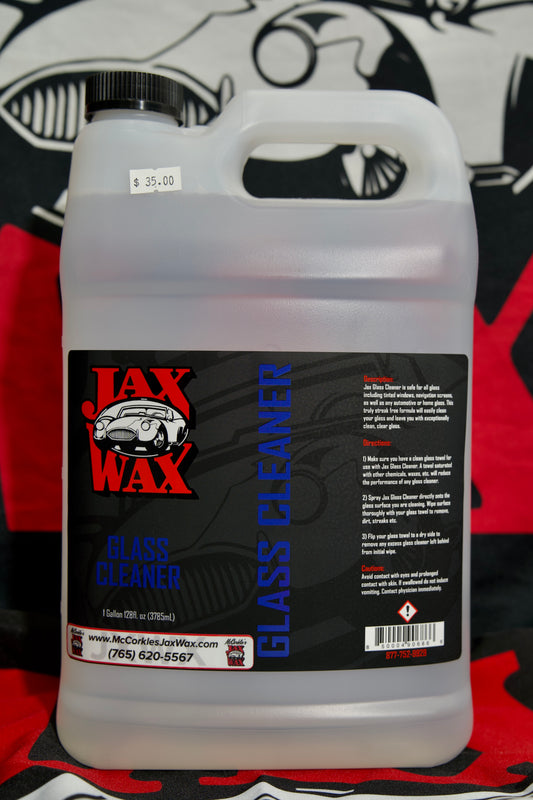 $ 35.00
JAX
WAX
GLASS
CLEANER
1 Gallon 128fl. oz (3785mL)
www.McCorklesJaxWax.com
(765) 620-5567
GLASS CLEANER
Description:
Jax Glass Cleaner is safe for all glass
including tinted windows, navigation screens,
as well as any automotive or home glass. This
truly streak free formula will easily clean
your glass and leave you with exceptionally
clean, clear glass.
Directions:
1) Make sure you have a clean glass towel for
use with Jax Glass Cleaner. A towel saturated
with other chemicals, waxes, etc. will reduce
the performance of any glass cleaner.
2) Spray Jax Glass Cleaner directly onto the
glass surface you are cleaning. Wipe surface
thoroughly with your glass towel to remove
dirt, streaks etc.
3) Flip your glass towel to a dry side to
remove any excess glass cleaner left behind
from initial wipe.
Cautions:
Avoid contact with eyes and prolonged
contact with skin. If swallowed do not induce
vomiting. Contact physician immediately.